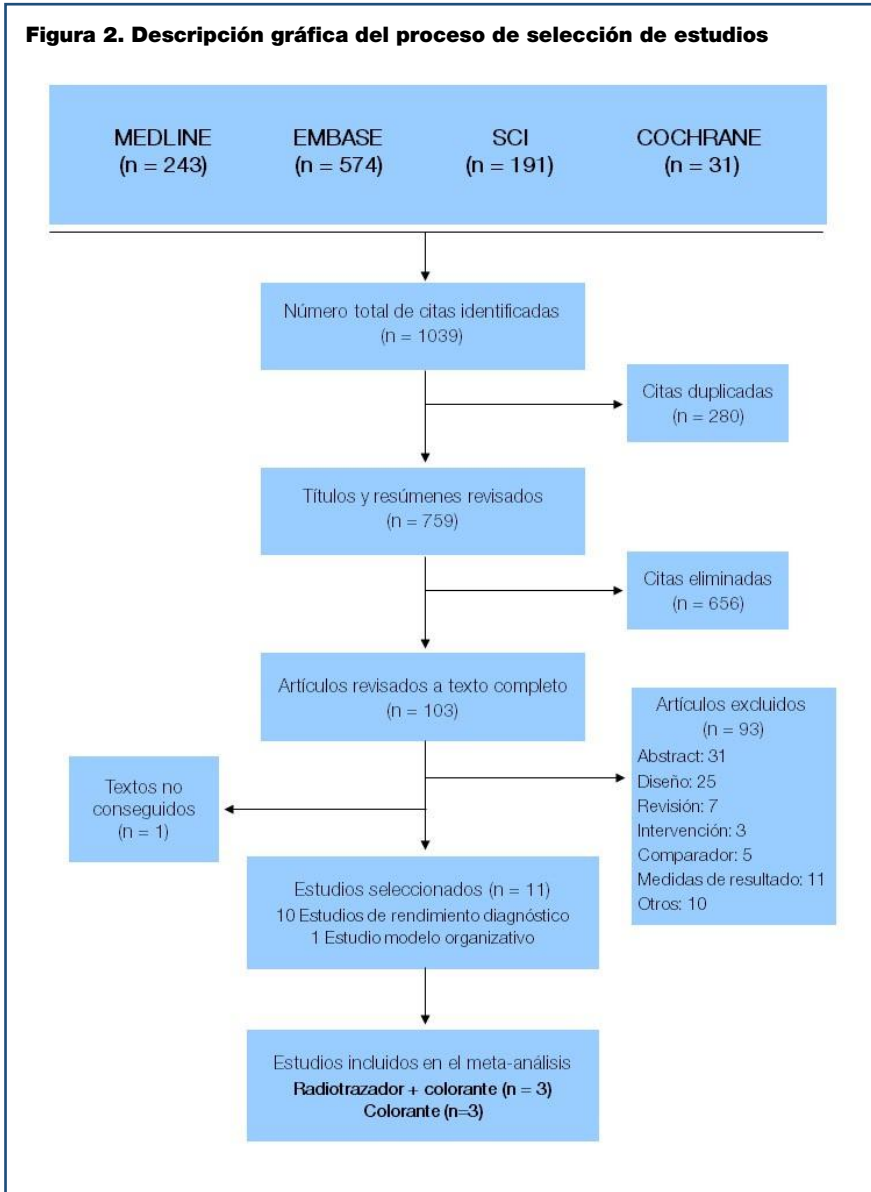 Figura 2. Descripción gráfica del proceso de selección de estudios
MEDLINE
(n = 243)
EMBASE
(n = 574)
SCI
(n = 191)
COCHRANE
(n = 31)
Número total de citas identificadas
(n = 1039)
Citas duplicadas
(n = 280)
Títulos y resúmenes revisados
(n = 759)
Citas eliminadas
(n = 656)
Artículos revisados a texto completo
(n = 103)
Artículos excluidos
(n = 93)
Abstract: 31
Diseño: 25
Revisión: 7
Intervención: 3
Comparador: 5
Medidas de resultado: 11
Otros: 10
Textos no
conseguidos
(n = 1)
Estudios seleccionados (n = 11)
10 Estudios de rendimiento diagnóstico
1 Estudio modelo organizativo
Estudios incluidos en el meta-análisis
Radiotrazador + colorante (n = 3)
Colorante (n=3)